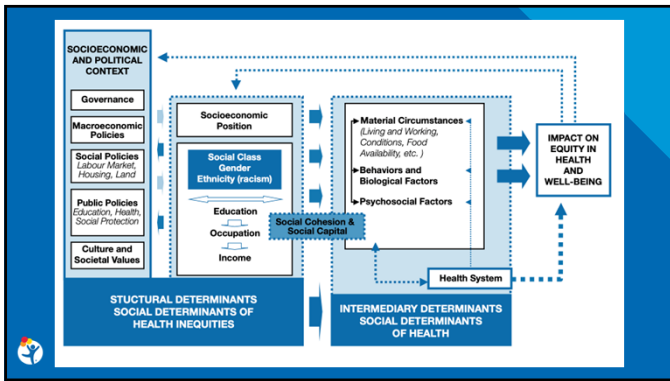 SOCIOECONOMIC
AND POLITICAL
CONTEXT
Governance
Macroeconomic
Policies
Social Policies
Labour Market,
Housing, Land
Public Policies
Education, Health,
Social Protection
Culture and
Societal Values
Socioeconomic
Position
Social Class
Gender
Ethnicity (racism)
Education
Occupation
Income
Social Cohesion &
Social Capital
Material Circumstances
(Living and Working,
Conditions, Food
Availability, etc. )
Behaviors and
Biological Factors
Psychosocial Factors
Health System
IMPACT ON
EQUITY IN
HEALTH
AND
WELL-BEING
STUCTURAL DETERMINANTS
SOCIAL DETERMINANTS OF
HEALTH INEQUITIES
INTERMEDIARY DETERMINANTS
SOCIAL DETERMINANTS
OF HEALTH